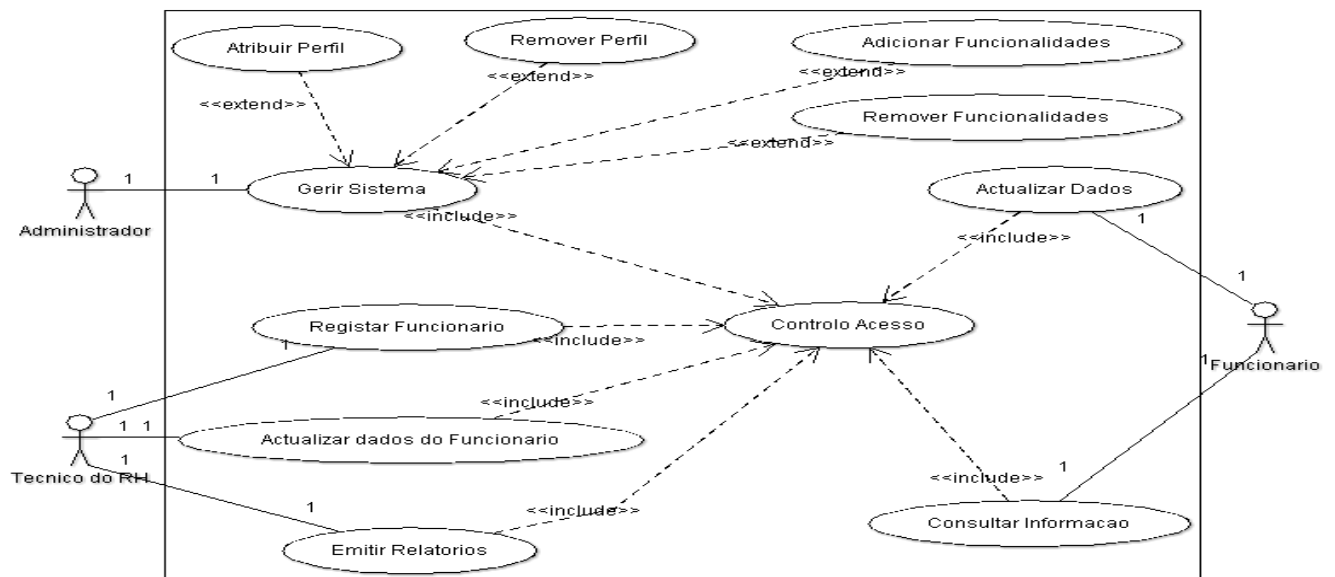 Atribuir Perfil
Remover Perfil
Adicionar Funcionalidades
<<extend>>
<<extend>>
<<extend>>
Remover Funcionalidades
<<extend>>
1
1
Gerir Sistema
Actualizar Dados
Administrador
<<include>>
1
<<include>>
1
Registar Funcionario
Controlo Acesso
<<include>>
1
1
Funcionario
1
<<include>>
1
1
Actualizar dados do Funcionario
1
1
Tecnico do RH
<<include>>
1
<<include>>
Consultar Informacao
Emitir Relatorios